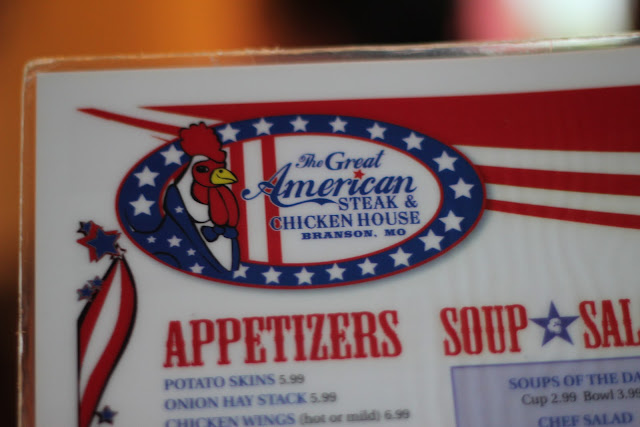 The Great
American
STEAK &
CHICKEN HOUSE
BRANSON, MO
APPETIZERS
POTATO SKINS 5.99
ONION HAY STACK 5.99
CHICKEN WINGS (hot or mild) 6.99
SOUP & SAL
SOUPS OF THE DA
Cup 2.99 Bowl 3.99
CHEF SALAD